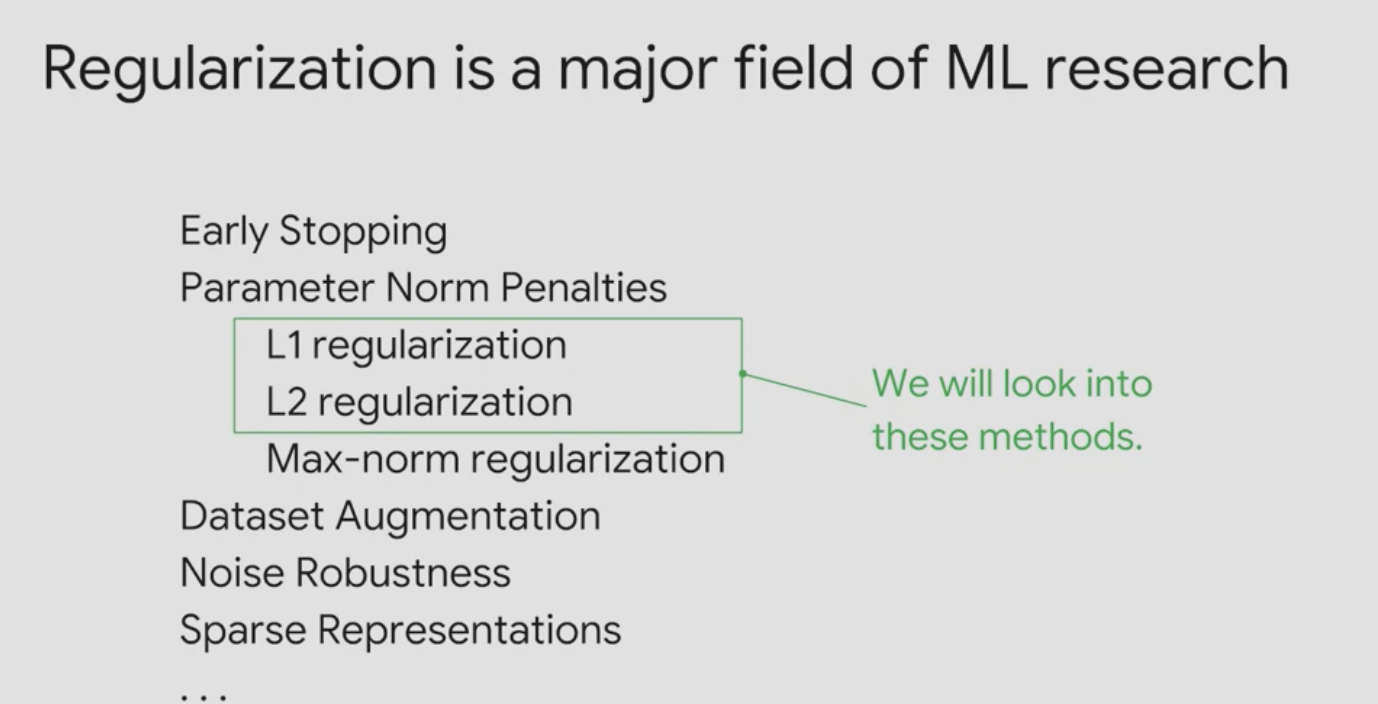 Regularization is a major field of ML research
Early Stopping
Parameter Norm Penalties
L1 regularization
L2 regularization
We will look into
these methods.
Max-norm regularization
Dataset Augmentation
Noise Robustness
Sparse Representations
...